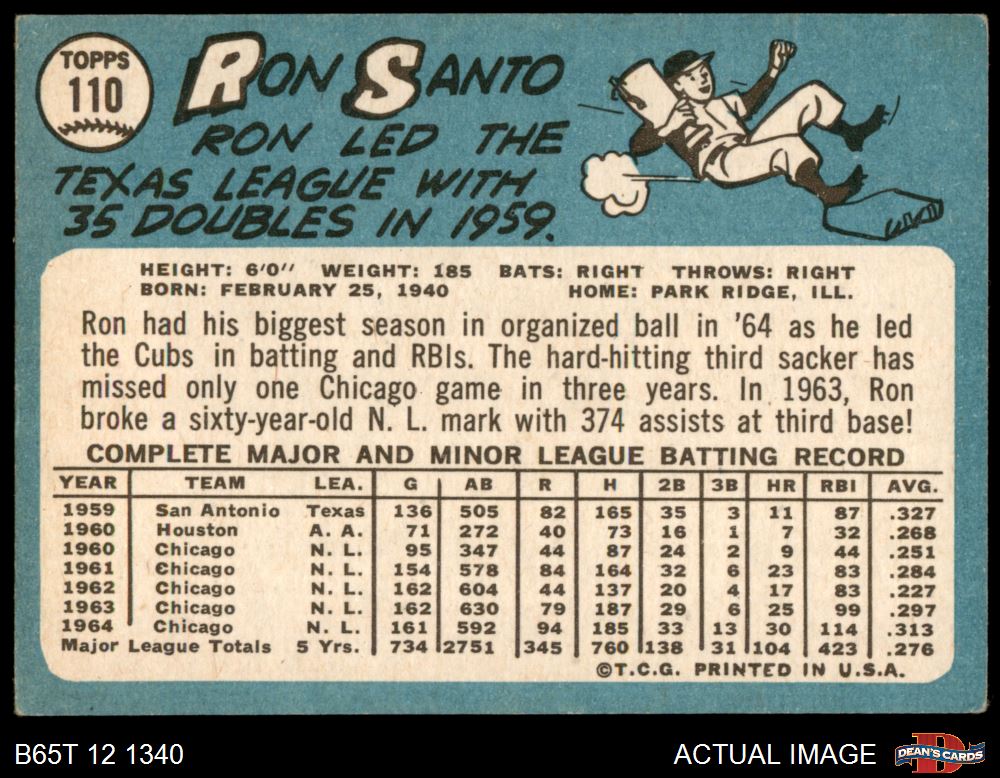 TOPPS
110
RON SANTO
RON LED THE
TEXAS LEAGUE WITH
35 DOUBLES IN 1959.
HEIGHT: 6'0" WEIGHT: 185 BATS: RIGHT THROWS: RIGHT
BORN: FEBRUARY 25, 1940 HOME: PARK RIDGE, ILL.
Ron had his biggest season in organized ball in '64 as he led
the Cubs in batting and RBIs. The hard-hitting third sacker has
missed only one Chicago game in three years. In 1963, Ron
broke a sixty-year-old N. L. mark with 374 assists at third base!
COMPLETE MAJOR AND MINOR LEAGUE BATTING RECORD
YEAR TEAM LEA. G AB R H 2B 3B HR RBI AVG.
1959 San Antonio Texas 136 505 82 165 35 3 11 87 .327
1960 Houston A. A. 71 272 40 73 16 1 7 32 .268
1960 Chicago N. L. 95 347 44 87 24 2 9 44 .251
1961 Chicago N. L. 154 578 84 164 32 6 23 83 .284
1962 Chicago N. L. 162 604 44 137 20 4 17 83 .227
1963 Chicago N. L. 162 630 79 187 29 6 25 99 .297
1964 Chicago N. L. 161 592 94 185 33 13 30 114 .313
Major League Totals 5 Yrs. 734 2751 345 760 138 31 104 423 .276
©T.C.G. PRINTED IN U.S.A.
B65T 12 1340 ACTUAL IMAGE DEAN'S CARDS